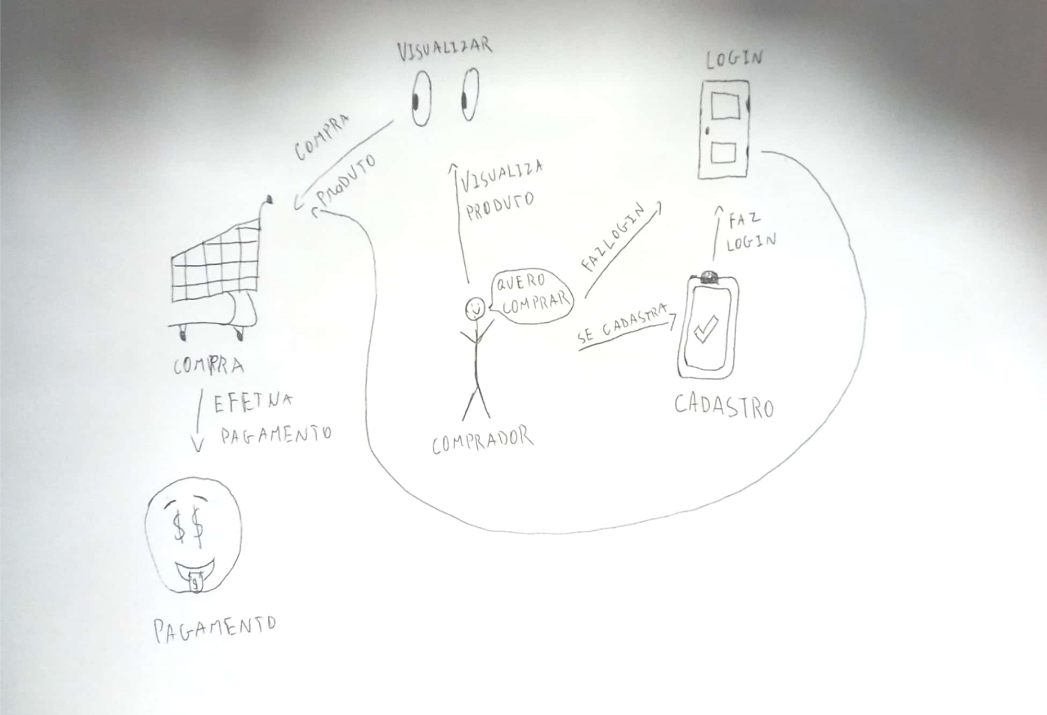 VISUALIZAR
LOGIN
COMPRA
PRODUTO
VISUALIZA
PRODUTO
FAZ LOGIN
FAZ
LOGIN
QUERO
COMPRAR
SE CADASTRA
COMPRA
EFETUA
PAGAMENTO
CADASTRO
COMPRADOR
$$
$
PAGAMENTO